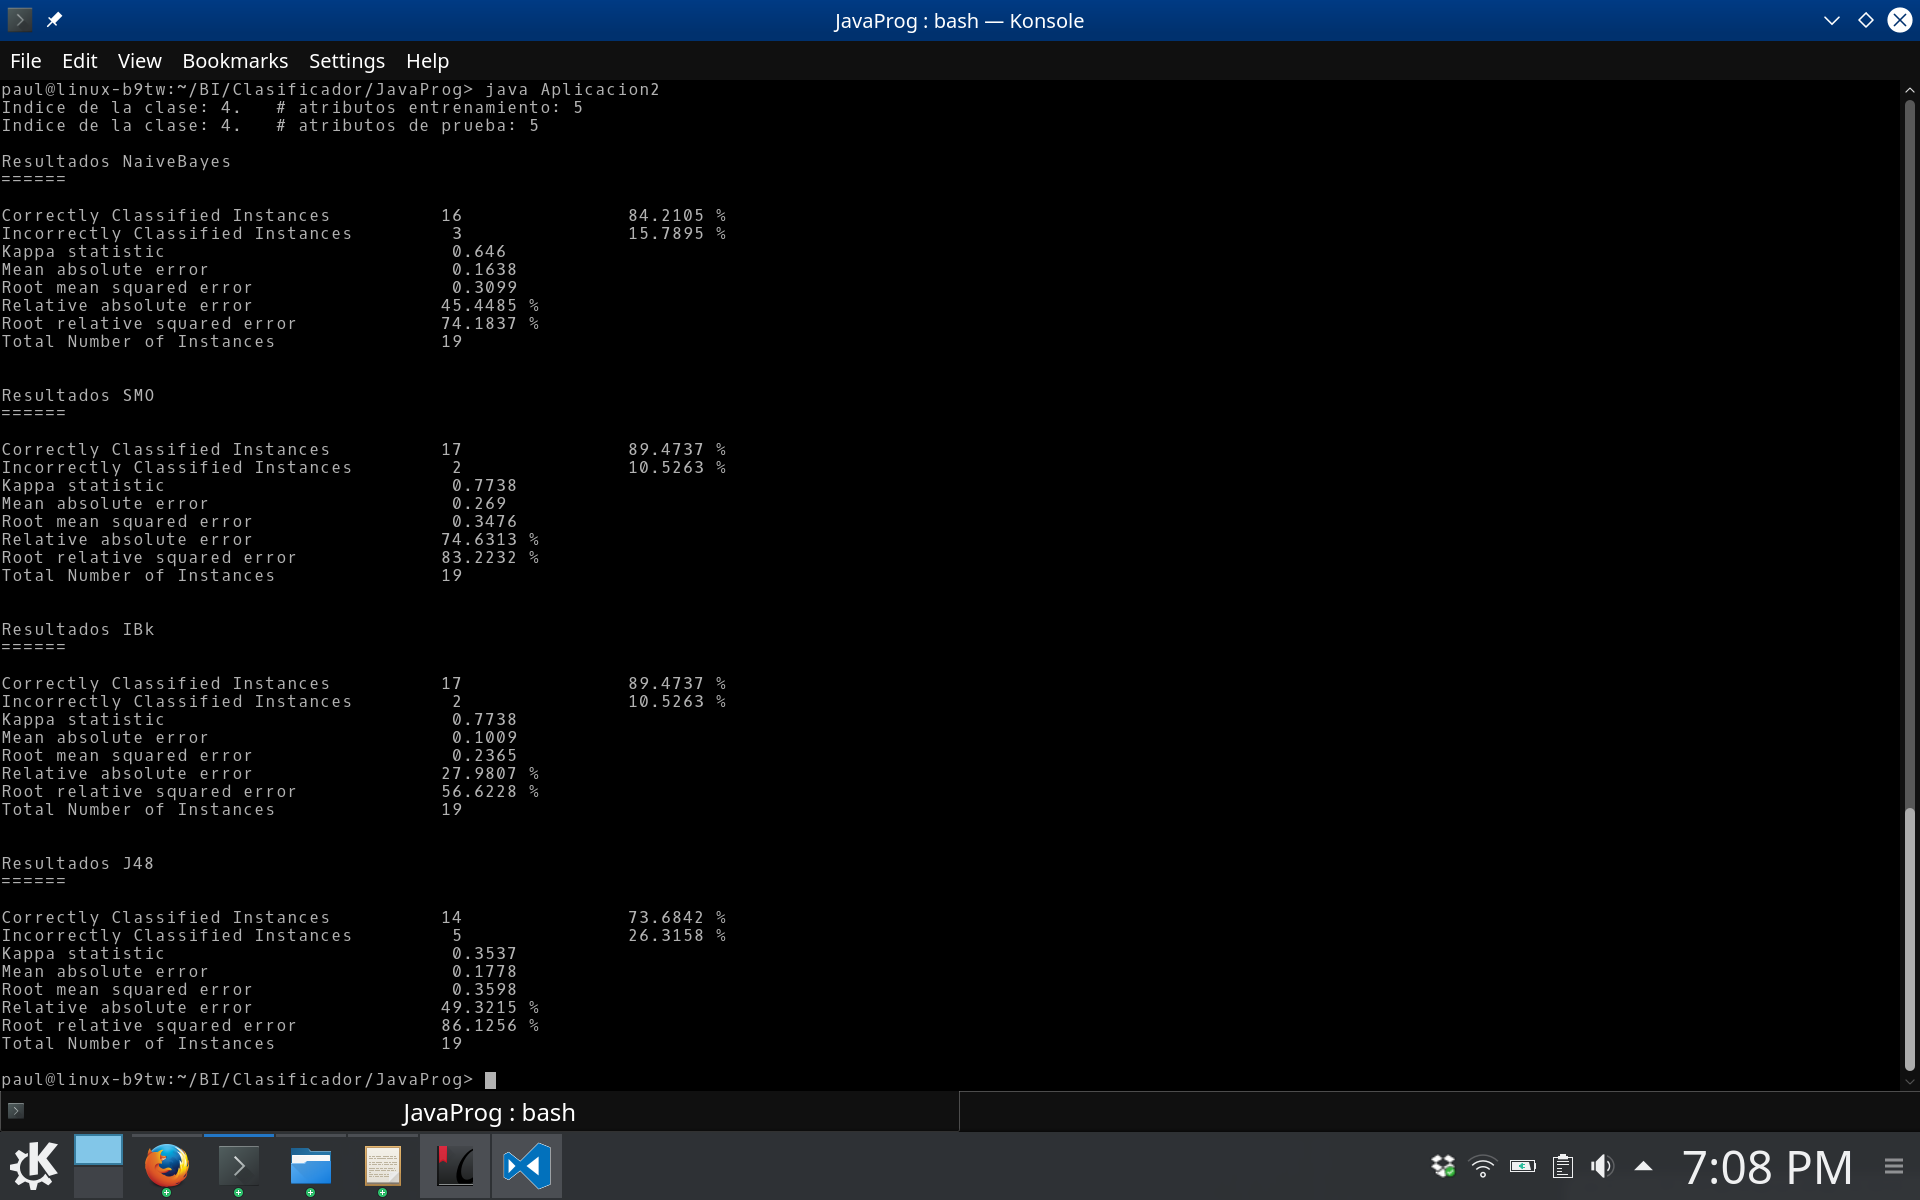 JavaProg : bash — Konsole
File Edit View Bookmarks Settings Help
paul@linux-b9tw:~/BI/Clasificador/JavaProg> java Aplicacion2
Indice de la clase: 4.   # atributos entrenamiento: 5
Indice de la clase: 4.   # atributos de prueba: 5
Resultados NaiveBayes
======
Correctly Classified Instances          16               84.2105 %
Incorrectly Classified Instances         3               15.7895 %
Kappa statistic                          0.646
Mean absolute error                      0.1638
Root mean squared error                  0.3099
Relative absolute error                 45.4485 %
Root relative squared error             74.1837 %
Total Number of Instances               19
Resultados SMO
======
Correctly Classified Instances          17               89.4737 %
Incorrectly Classified Instances         2               10.5263 %
Kappa statistic                          0.7738
Mean absolute error                      0.269
Root mean squared error                  0.3476
Relative absolute error                 74.6313 %
Root relative squared error             83.2232 %
Total Number of Instances               19
Resultados IBk
======
Correctly Classified Instances          17               89.4737 %
Incorrectly Classified Instances         2               10.5263 %
Kappa statistic                          0.7738
Mean absolute error                      0.1009
Root mean squared error                  0.2365
Relative absolute error                 27.9807 %
Root relative squared error             56.6228 %
Total Number of Instances               19
Resultados J48
======
Correctly Classified Instances          14               73.6842 %
Incorrectly Classified Instances         5               26.3158 %
Kappa statistic                          0.3537
Mean absolute error                      0.1778
Root mean squared error                  0.3598
Relative absolute error                 49.3215 %
Root relative squared error             86.1256 %
Total Number of Instances               19
paul@linux-b9tw:~/BI/Clasificador/JavaProg>
JavaProg : bash
7:08 PM